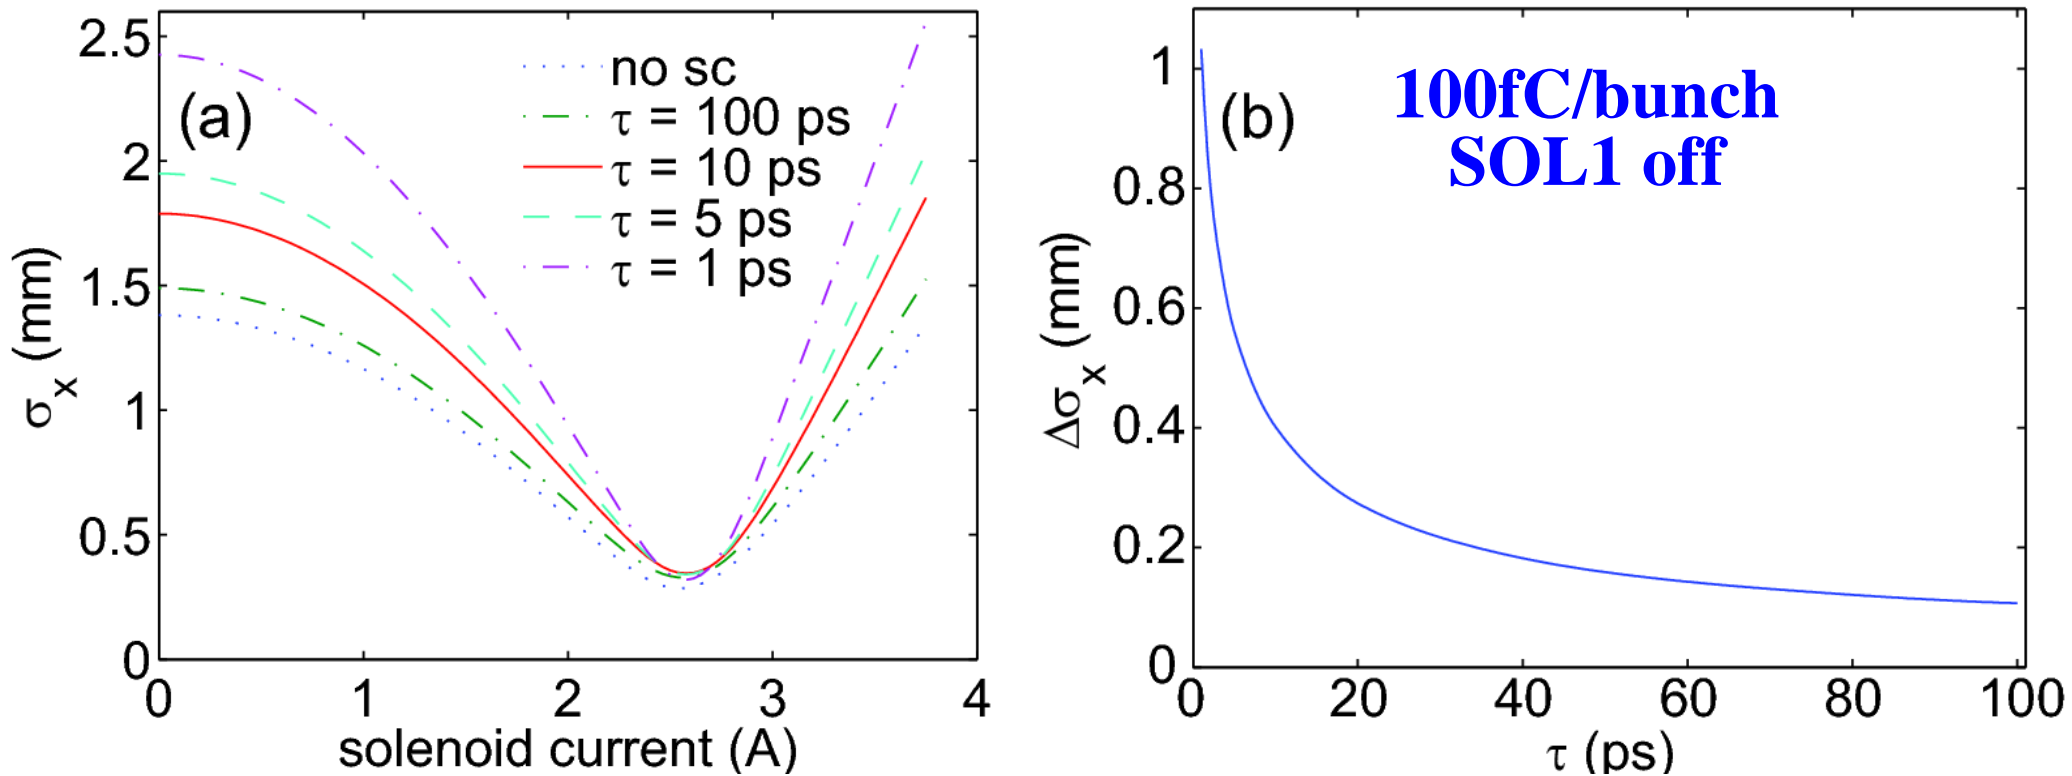 2.5
2
1.5
1
0.5
0
σx (mm)
(a)
no sc
τ = 100 ps
τ = 10 ps
τ = 5 ps
τ = 1 ps
0 1 2 3 4
solenoid current (A)
1
0.8
0.6
0.4
0.2
0
Δσx (mm)
(b)
100fC/bunch
SOL1 off
0 20 40 60 80 100
τ (ps)